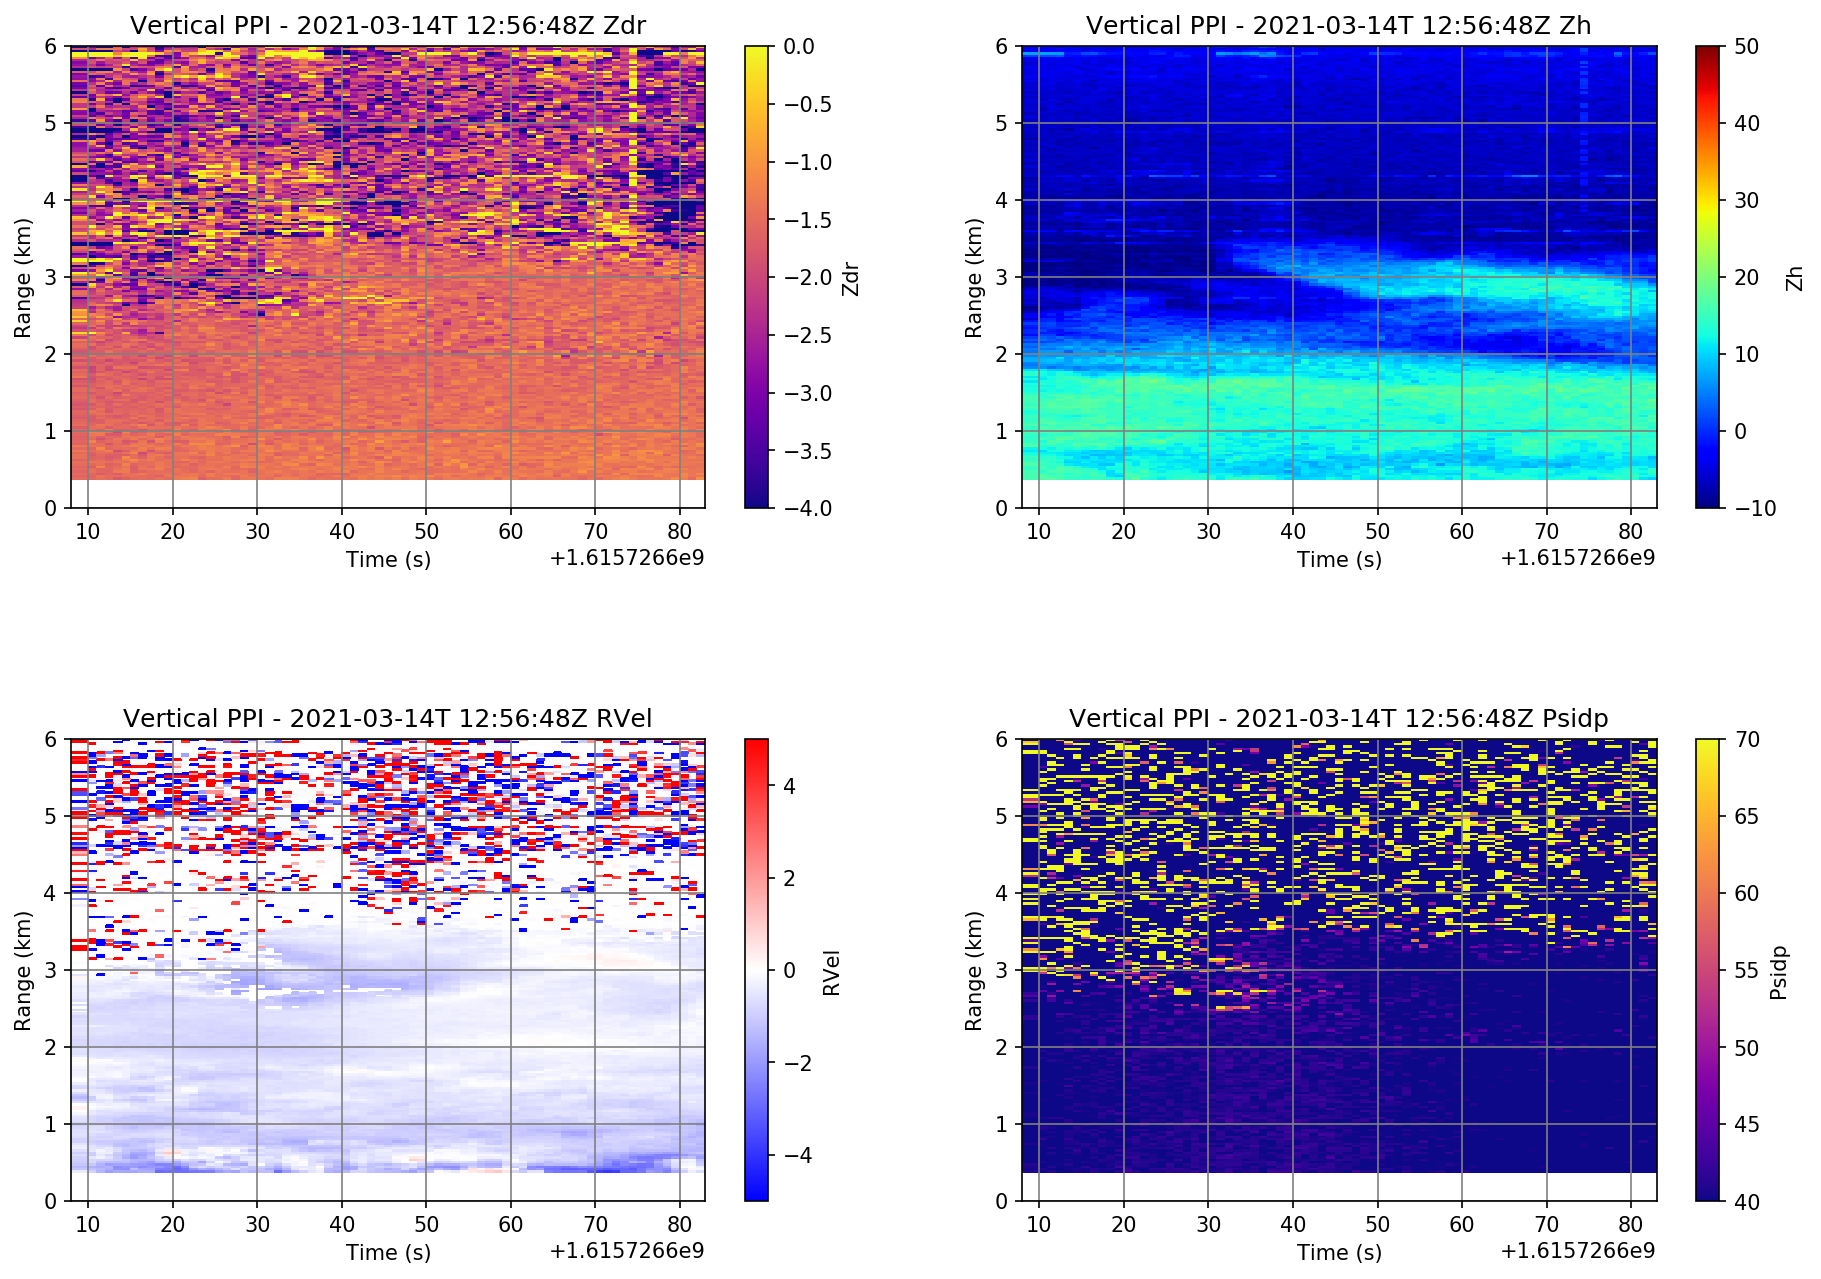 Vertical PPI - 2021-03-14T 12:56:48Z Zdr
6
5
4
3
2
1
0
Range (km)
10 20 30 40 50 60 70 80
Time (s)
+1.6157266e9
0.0
−0.5
−1.0
−1.5
−2.0
−2.5
−3.0
−3.5
−4.0
Zdr
Vertical PPI - 2021-03-14T 12:56:48Z Zh
6
5
4
3
2
1
0
Range (km)
10 20 30 40 50 60 70 80
Time (s)
+1.6157266e9
50
40
30
20
10
0
−10
Zh
Vertical PPI - 2021-03-14T 12:56:48Z RVel
6
5
4
3
2
1
0
Range (km)
10 20 30 40 50 60 70 80
Time (s)
+1.6157266e9
4
2
0
−2
−4
RVel
Vertical PPI - 2021-03-14T 12:56:48Z Psidp
6
5
4
3
2
1
0
Range (km)
10 20 30 40 50 60 70 80
Time (s)
+1.6157266e9
70
65
60
55
50
45
40
Psidp